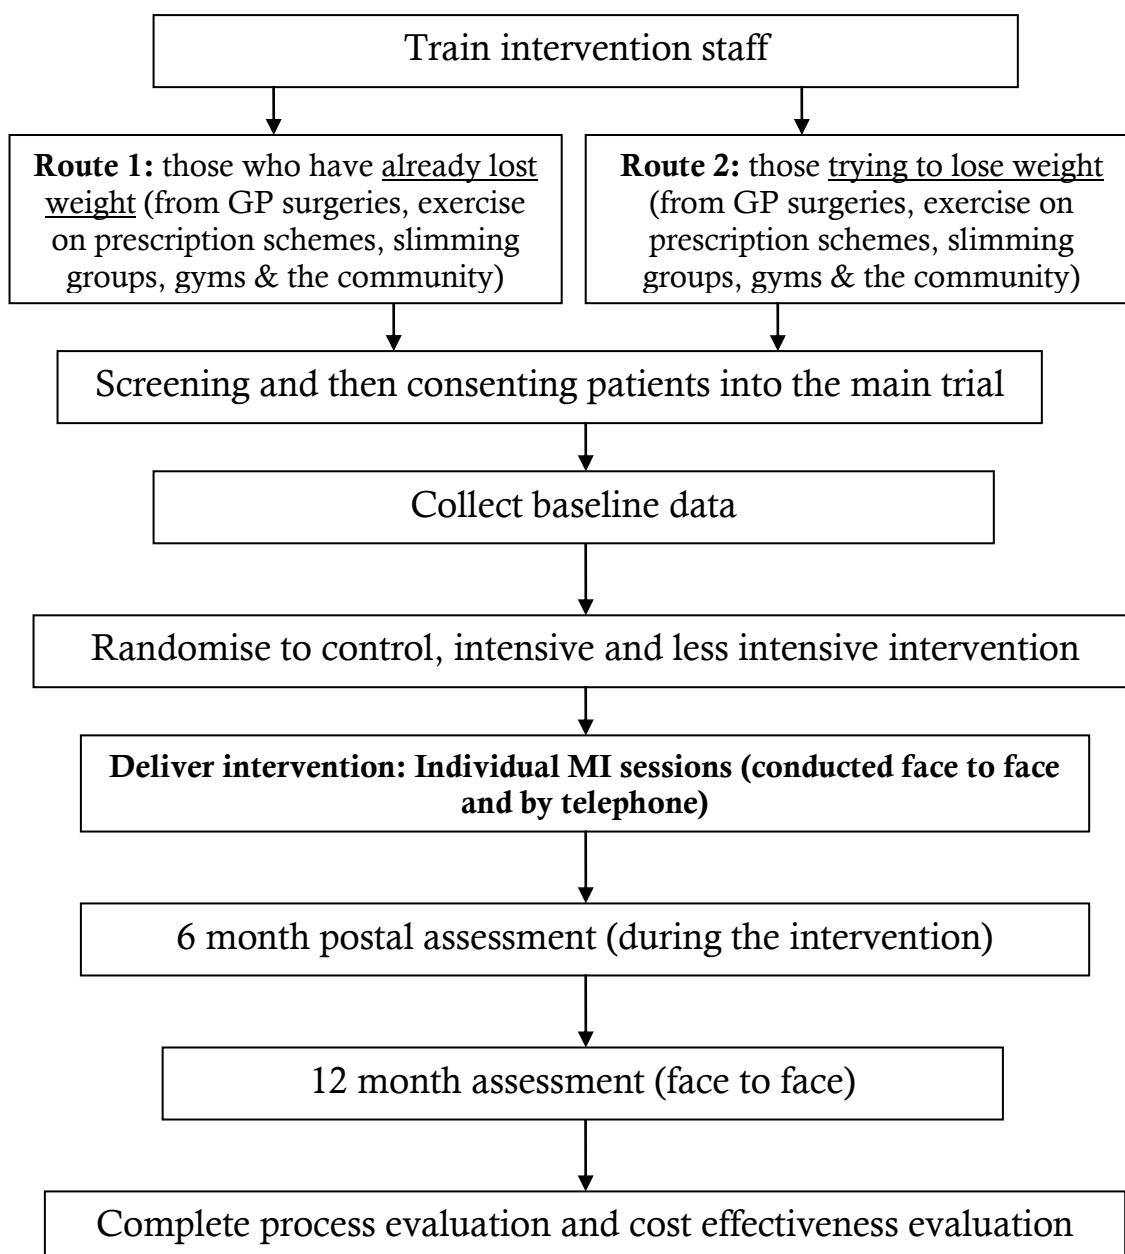 Train intervention staff
Route 1: those who have already lost
weight (from GP surgeries, exercise
on prescription schemes, slimming
groups, gyms & the community)
Route 2: those trying to lose weight
(from GP surgeries, exercise on
prescription schemes, slimming
groups, gyms & the community)
Screening and then consenting patients into the main trial
Collect baseline data
Randomise to control, intensive and less intensive intervention
Deliver intervention: Individual MI sessions (conducted face to face
and by telephone)
6 month postal assessment (during the intervention)
12 month assessment (face to face)
Complete process evaluation and cost effectiveness evaluation